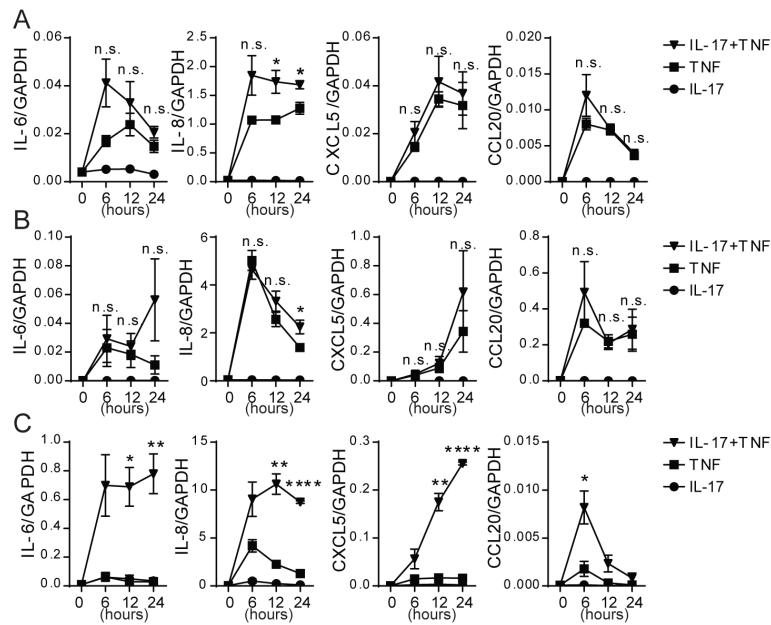 A
IL-6/GAPDH
0.06
0.04
0.02
0.00
n.s.
n.s.
n.s.
0 6 12 24
(hours)
IL-8/GAPDH
2.5
2.0
1.5
1.0
0.5
0.0
n.s.
*
*
0 6 12 24
(hours)
CXCL5/GAPDH
0.06
0.04
0.02
0.00
n.s.
n.s.
n.s.
0 6 12 24
(hours)
CCL20/GAPDH
0.020
0.015
0.010
0.005
0.000
n.s.
n.s.
n.s.
0 6 12 24
(hours)
IL-17+TNF
TNF
IL-17
B
IL-6/GAPDH
0.10
0.08
0.06
0.04
0.02
0.00
n.s.
n.s.
n.s.
0 6 12 24
(hours)
IL-8/GAPDH
6
4
2
0
n.s.
n.s.
*
0 6 12 24
(hours)
CXCL5/GAPDH
1.0
0.8
0.6
0.4
0.2
0.0
n.s.
n.s.
n.s.
0 6 12 24
(hours)
CCL20/GAPDH
0.8
0.6
0.4
0.2
0.0
n.s.
n.s.
n.s.
0 6 12 24
(hours)
IL-17+TNF
TNF
IL-17
C
IL-6/GAPDH
1.0
0.8
0.6
0.4
0.2
0.0
*
**
0 6 12 24
(hours)
IL-8/GAPDH
15
10
5
0
**
****
0 6 12 24
(hours)
CXCL5/GAPDH
0.3
0.2
0.1
0.0
**
****
0 6 12 24
(hours)
CCL20/GAPDH
0.015
0.010
0.005
0.000
*
0 6 12 24
(hours)
IL-17+TNF
TNF
IL-17